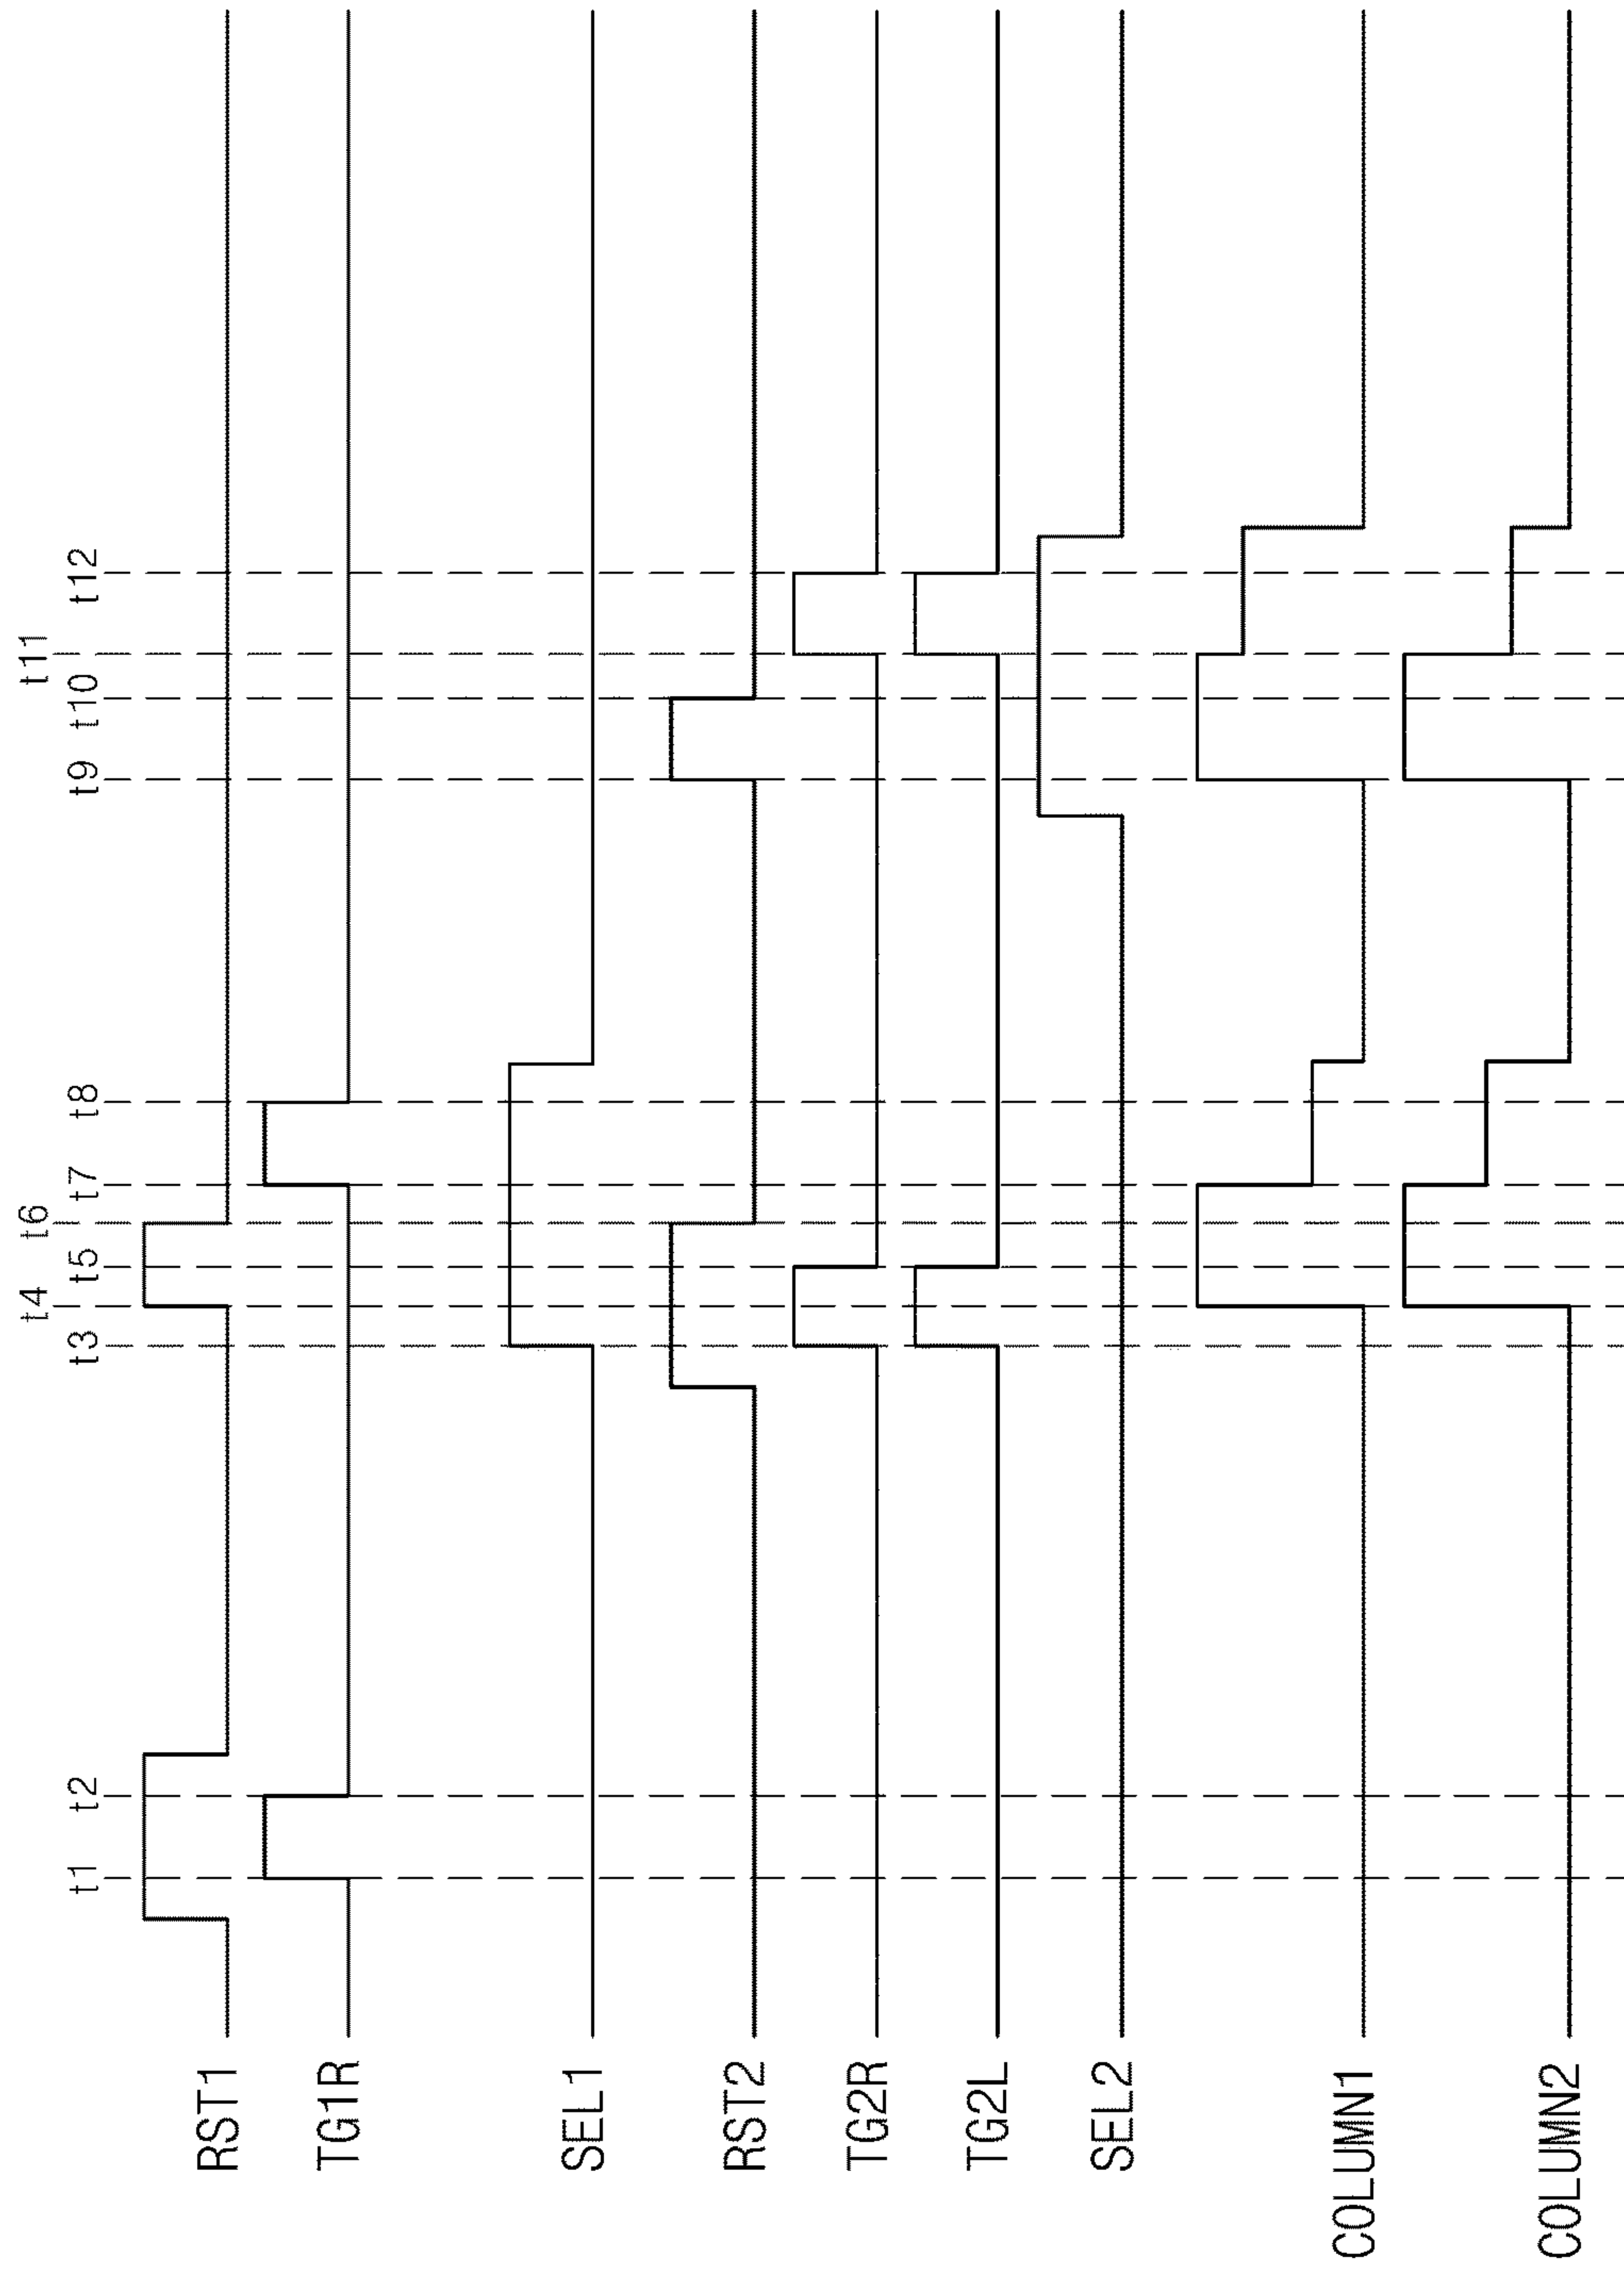 t1
t2
t3
t4
t5
t6
t7
t8
t9
t10
t11
t12
RST1
TG1R
SEL1
RST2
TG2R
TG2L
SEL2
COLUMN1
COLUMN2